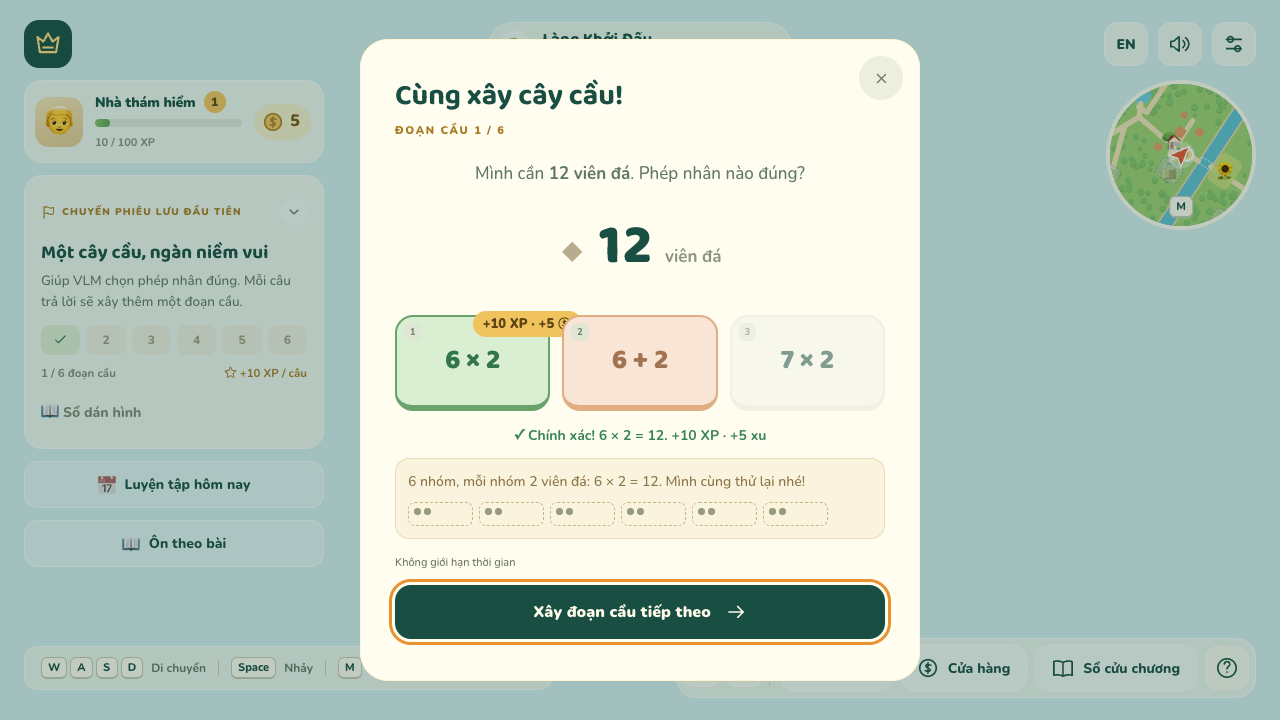 Làng Khởi Đầu
EN
Nhà thám hiểm 1
10 / 100 XP
5
CHUYẾN PHIÊU LƯU ĐẦU TIÊN
Một cây cầu, ngàn niềm vui
Giúp VLM chọn phép nhân đúng. Mỗi câu
trả lời sẽ xây thêm một đoạn cầu.
2 3 4 5 6
1 / 6 đoạn cầu
+10 XP / câu
Sổ dán hình
Luyện tập hôm nay
Ôn theo bài
Cùng xây cây cầu!
ĐOẠN CẦU 1 / 6
Mình cần 12 viên đá. Phép nhân nào đúng?
12 viên đá
+10 XP · +5
1
6 × 2
2
6 + 2
3
7 × 2
✓ Chính xác! 6 × 2 = 12. +10 XP · +5 xu
6 nhóm, mỗi nhóm 2 viên đá: 6 × 2 = 12. Mình cùng thử lại nhé!
Không giới hạn thời gian
Xây đoạn cầu tiếp theo →
M
W A S D Di chuyển
Space Nhảy
M
Cửa hàng
Sổ cửu chương
?